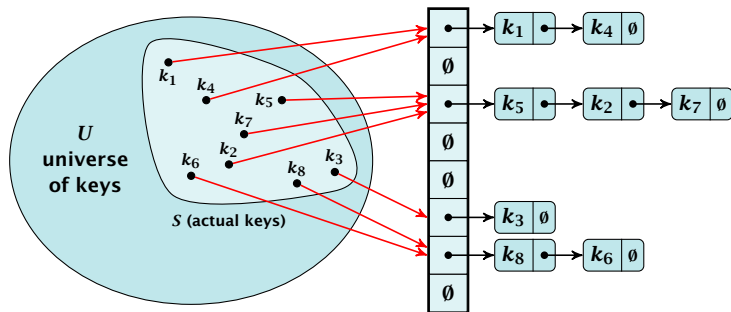 k₁ k₄ ∅
k₁
∅
k₄
k₅
k₅ k₂ k₇ ∅
k₇
U
universe
of keys
∅
k₂
k₆
k₈
k₃
∅
S (actual keys)
k₃ ∅
k₈ k₆ ∅
∅